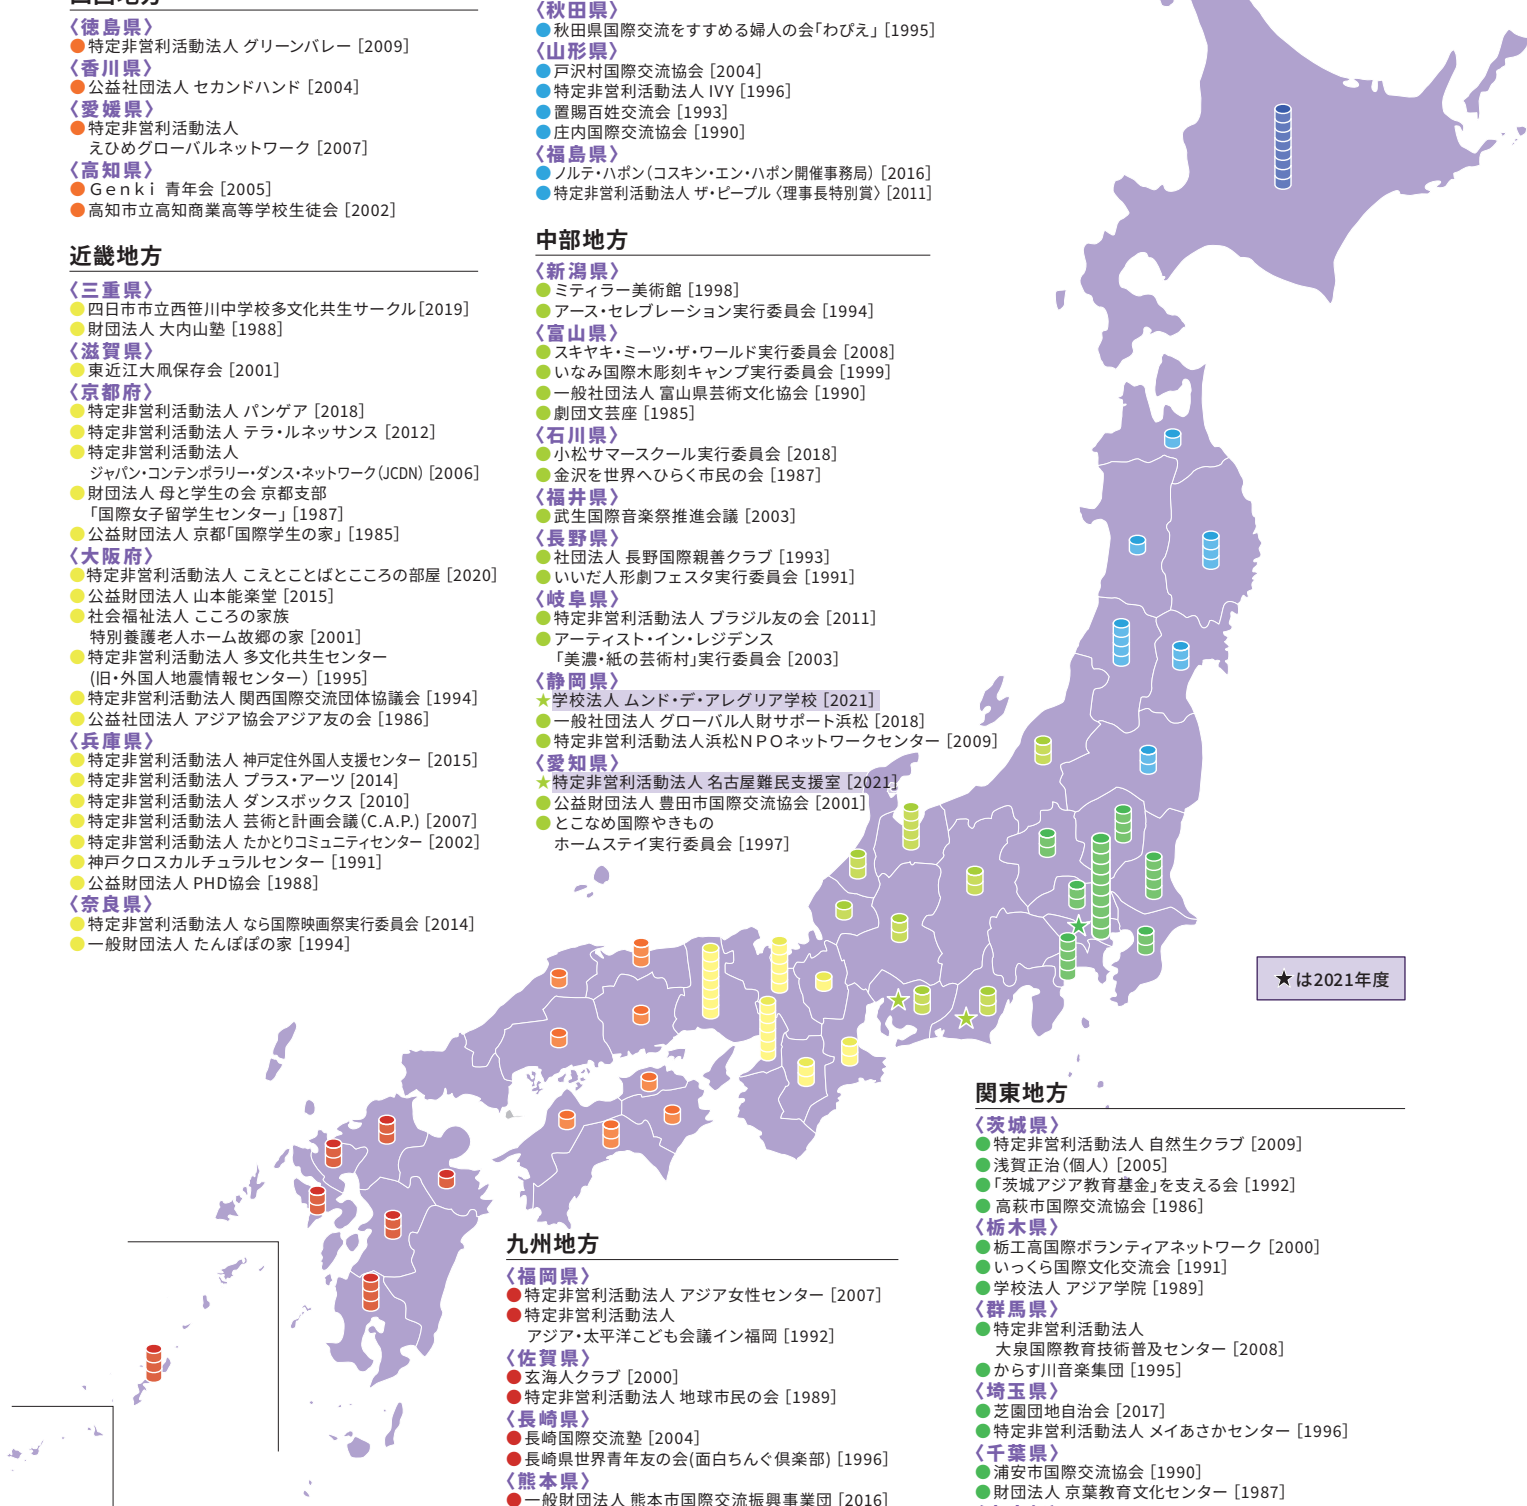 〈徳島県〉
●特定非営利活動法人 グリーンバレー [2009]
〈香川県〉
●公益社団法人 セカンドハンド [2004]
〈愛媛県〉
●特定非営利活動法人
えひめグローバルネットワーク [2007]
〈高知県〉
●Ｇｅｎｋｉ 青年会 [2005]
●高知市立高知商業高等学校生徒会 [2002]
近畿地方
〈三重県〉
●四日市市立西笹川中学校多文化共生サークル[2019]
●財団法人 大内山塾 [1988]
〈滋賀県〉
●東近江大凧保存会 [2001]
〈京都府〉
●特定非営利活動法人 パンゲア [2018]
●特定非営利活動法人 テラ・ルネッサンス [2012]
●特定非営利活動法人
ジャパン・コンテンポラリー・ダンス・ネットワーク（JCDN）[2006]
●財団法人 母と学生の会 京都支部
「国際女子留学生センター」[1987]
●公益財団法人 京都「国際学生の家」[1985]
〈大阪府〉
●特定非営利活動法人 こえとことばとこころの部屋 [2020]
●公益財団法人 山本能楽堂 [2015]
●社会福祉法人 こころの家族
特別養護老人ホーム故郷の家 [2001]
●特定非営利活動法人 多文化共生センター
(旧・外国人地震情報センター) [1995]
●特定非営利活動法人 関西国際交流団体協議会 [1994]
●公益社団法人 アジア協会アジア友の会 [1986]
〈兵庫県〉
●特定非営利活動法人 神戸定住外国人支援センター [2015]
●特定非営利活動法人 プラス・アーツ [2014]
●特定非営利活動法人 ダンスボックス [2010]
●特定非営利活動法人 芸術と計画会議（C.A.P.) [2007]
●特定非営利活動法人 たかとりコミュニティセンター [2002]
●神戸クロスカルチュラルセンター [1991]
●公益財団法人 PHD協会 [1988]
〈奈良県〉
●特定非営利活動法人 なら国際映画祭実行委員会 [2014]
●一般財団法人 たんぽぽの家 [1994]
〈秋田県〉
●秋田県国際交流をすすめる婦人の会「わぴえ」[1995]
〈山形県〉
●戸沢村国際交流協会 [2004]
●特定非営利活動法人 IVY [1996]
●置賜百姓交流会 [1993]
●庄内国際交流協会 [1990]
〈福島県〉
●ノルテ・ハポン（コスキン・エン・ハポン開催事務局）[2016]
●特定非営利活動法人 ザ・ピープル〈理事長特別賞〉[2011]
中部地方
〈新潟県〉
●ミティラー美術館 [1998]
●アース・セレブレーション実行委員会 [1994]
〈富山県〉
●スキヤキ・ミーツ・ザ・ワールド実行委員会 [2008]
●いなみ国際木彫刻キャンプ実行委員会 [1999]
●一般社団法人 富山県芸術文化協会 [1990]
●劇団文芸座 [1985]
〈石川県〉
●小松サマースクール実行委員会 [2018]
●金沢を世界へひらく市民の会 [1987]
〈福井県〉
●武生国際音楽祭推進会議 [2003]
〈長野県〉
●社団法人 長野国際親善クラブ [1993]
●いいだ人形劇フェスタ実行委員会 [1991]
〈岐阜県〉
●特定非営利活動法人 ブラジル友の会 [2011]
●アーティスト・イン・レジデンス
「美濃・紙の芸術村」実行委員会 [2003]
〈静岡県〉
★学校法人 ムンド・デ・アレグリア学校 [2021]
●一般社団法人 グローバル人財サポート浜松 [2018]
●特定非営利活動法人浜松ＮＰＯネットワークセンター [2009]
〈愛知県〉
★特定非営利活動法人 名古屋難民支援室 [2021]
●公益財団法人 豊田市国際交流協会 [2001]
●とこなめ国際やきもの
ホームステイ実行委員会 [1997]
★は2021年度
九州地方
〈福岡県〉
●特定非営利活動法人 アジア女性センター [2007]
●特定非営利活動法人
アジア・太平洋こども会議イン福岡 [1992]
〈佐賀県〉
●玄海人クラブ [2000]
●特定非営利活動法人 地球市民の会 [1989]
〈長崎県〉
●長崎国際交流塾 [2004]
●長崎県世界青年友の会(面白ちんぐ倶楽部) [1996]
〈熊本県〉
●一般財団法人 熊本市国際交流振興事業団 [2016]
関東地方
〈茨城県〉
●特定非営利活動法人 自然生クラブ [2009]
●浅賀正治（個人）[2005]
●「茨城アジア教育基金」を支える会 [1992]
●高萩市国際交流協会 [1986]
〈栃木県〉
●栃工高国際ボランティアネットワーク [2000]
●いっくら国際文化交流会 [1991]
●学校法人 アジア学院 [1989]
〈群馬県〉
●特定非営利活動法人
大泉国際教育技術普及センター [2008]
●からす川音楽集団 [1995]
〈埼玉県〉
●芝園団地自治会 [2017]
●特定非営利活動法人 メイあさかセンター [1996]
〈千葉県〉
●浦安市国際交流協会 [1990]
●財団法人 京葉教育文化センター [1987]